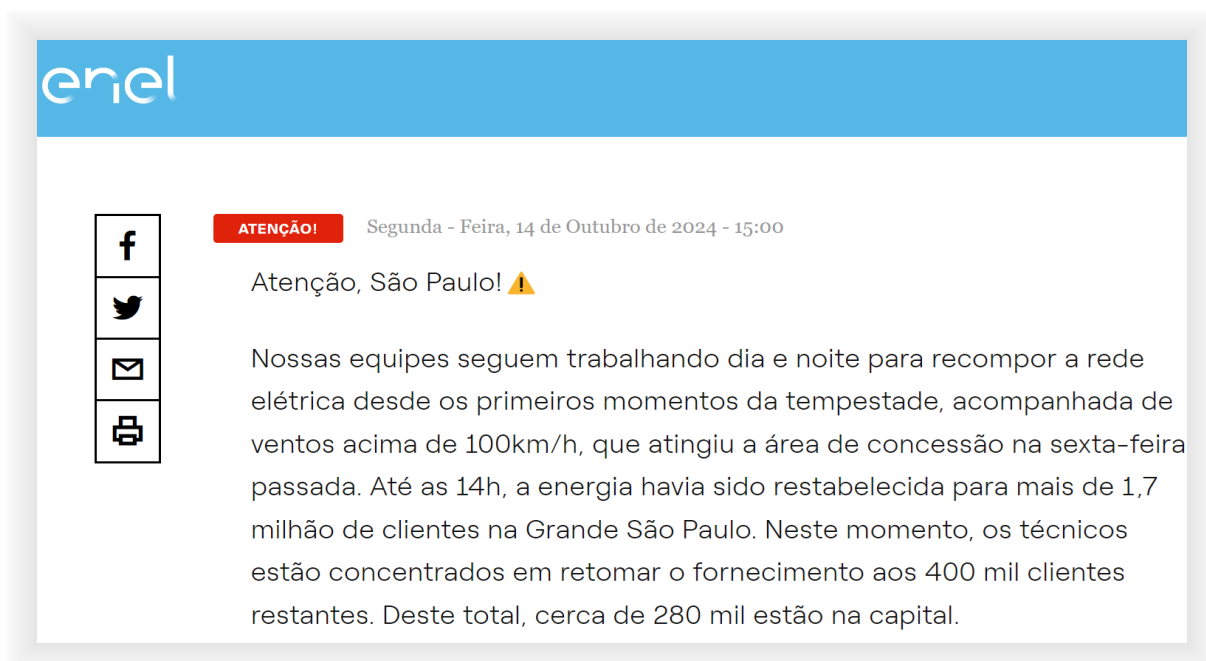 enel
ATENÇÃO!
Segunda - Feira, 14 de Outubro de 2024 - 15:00
Atenção, São Paulo! ⚠️
Nossas equipes seguem trabalhando dia e noite para recompor a rede
elétrica desde os primeiros momentos da tempestade, acompanhada de
ventos acima de 100km/h, que atingiu a área de concessão na sexta-feira
passada. Até as 14h, a energia havia sido restabelecida para mais de 1,7
milhão de clientes na Grande São Paulo. Neste momento, os técnicos
estão concentrados em retomar o fornecimento aos 400 mil clientes
restantes. Deste total, cerca de 280 mil estão na capital.